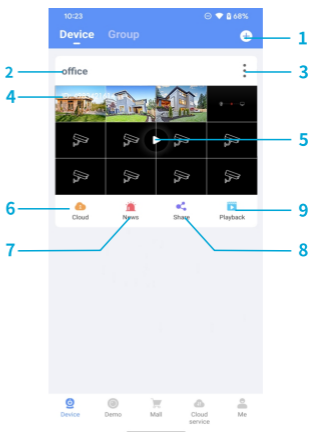 10:23 68%
Device Group
1
2 office 3
4
5
6 Cloud News Share Playback 9
7 8
Device Demo Mall Cloud service Me